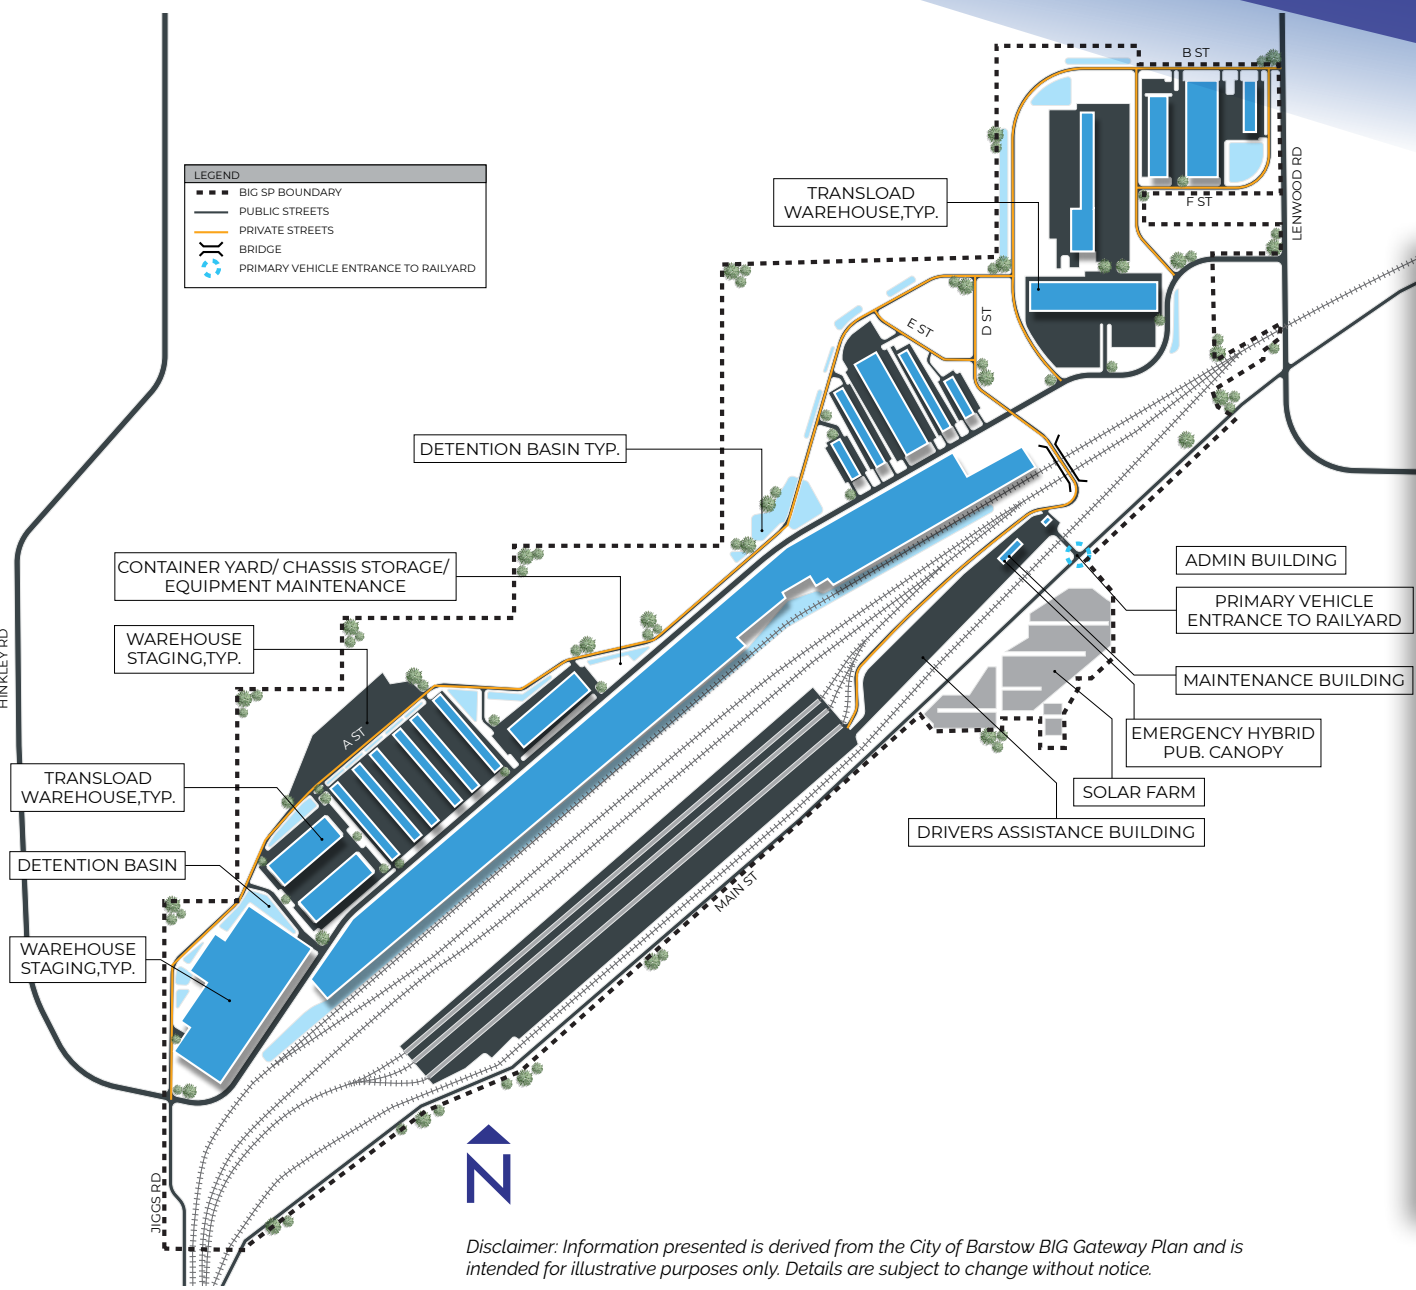 B ST
LENWOOD RD
F ST
LEGEND
BIG SP BOUNDARY
PUBLIC STREETS
PRIVATE STREETS
BRIDGE
PRIMARY VEHICLE ENTRANCE TO RAILYARD
TRANSLOAD
WAREHOUSE,TYP.
E ST
D ST
DETENTION BASIN TYP.
CONTAINER YARD/ CHASSIS STORAGE/
EQUIPMENT MAINTENANCE
ADMIN BUILDING
PRIMARY VEHICLE
ENTRANCE TO RAILYARD
WAREHOUSE
STAGING,TYP.
HINKLEY RD
MAINTENANCE BUILDING
A ST
EMERGENCY HYBRID
PUB. CANOPY
TRANSLOAD
WAREHOUSE,TYP.
SOLAR FARM
DRIVERS ASSISTANCE BUILDING
DETENTION BASIN
MAIN ST
WAREHOUSE
STAGING,TYP.
N
JIGGS RD
Disclaimer: Information presented is derived from the City of Barstow BIG Gateway Plan and is
intended for illustrative purposes only. Details are subject to change without notice.